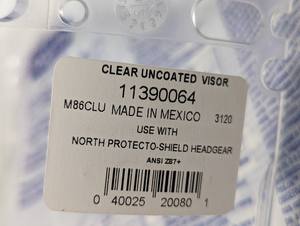 CLEAR UNCOATED VISOR
11390064
M86CLU MADE IN MEXICO 3120
USE WITH
NORTH PROTECTO-SHIELD HEADGEAR
ANSI Z87+
0 40025 20080 1